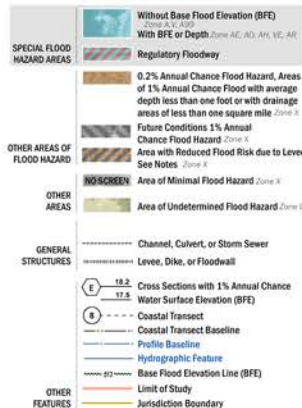 Without Base Flood Elevation (BFE)
Zone A,V, A99
With BFE or Depth Zone AE, AO, AH, VE, AR
SPECIAL FLOOD
HAZARD AREAS
Regulatory Floodway
0.2% Annual Chance Flood Hazard, Areas
of 1% Annual Chance Flood with average
depth less than one foot or with drainage
areas of less than one square mile Zone X
Future Conditions 1% Annual
Chance Flood Hazard Zone X
OTHER AREAS OF
FLOOD HAZARD
Area with Reduced Flood Risk due to Levee
See Notes Zone X
NO SCREEN Area of Minimal Flood Hazard Zone X
OTHER
AREAS
Area of Undetermined Flood Hazard Zone
GENERAL
STRUCTURES
Channel, Culvert, or Storm Sewer
Levee, Dike, or Floodwall
E 18.2 Cross Sections with 1% Annual Chance
17.5 Water Surface Elevation (BFE)
8 Coastal Transect
Coastal Transect Baseline
Profile Baseline
Hydrographic Feature
513 Base Flood Elevation Line (BFE)
OTHER
FEATURES
Limit of Study
Jurisdiction Boundary